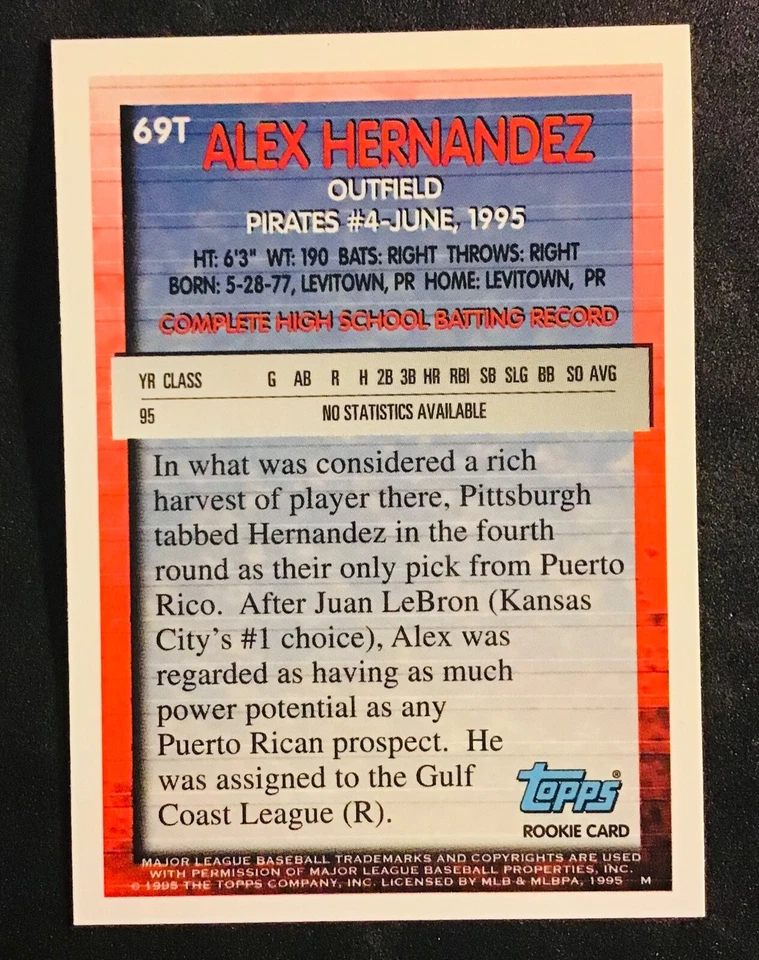 69T ALEX HERNANDEZ
OUTFIELD
PIRATES #4-JUNE, 1995
HT: 6'3" WT: 190 BATS: RIGHT THROWS: RIGHT
BORN: 5-28-77, LEVITOWN, PR HOME: LEVITOWN, PR
COMPLETE HIGH SCHOOL BATTING RECORD
YR CLASS G AB R H 2B 3B HR RBI SB SLG BB SO AVG
95 NO STATISTICS AVAILABLE
In what was considered a rich
harvest of player there, Pittsburgh
tabbed Hernandez in the fourth
round as their only pick from Puerto
Rico. After Juan LeBron (Kansas
City's #1 choice), Alex was
regarded as having as much
power potential as any
Puerto Rican prospect. He
was assigned to the Gulf
Coast League (R).
Topps®
ROOKIE CARD
MAJOR LEAGUE BASEBALL TRADEMARKS AND COPYRIGHTS ARE USED
WITH PERMISSION OF MAJOR LEAGUE BASEBALL PROPERTIES, INC.
© 1995 THE TOPPS COMPANY, INC. LICENSED BY MLB & MLBPA, 1995 M